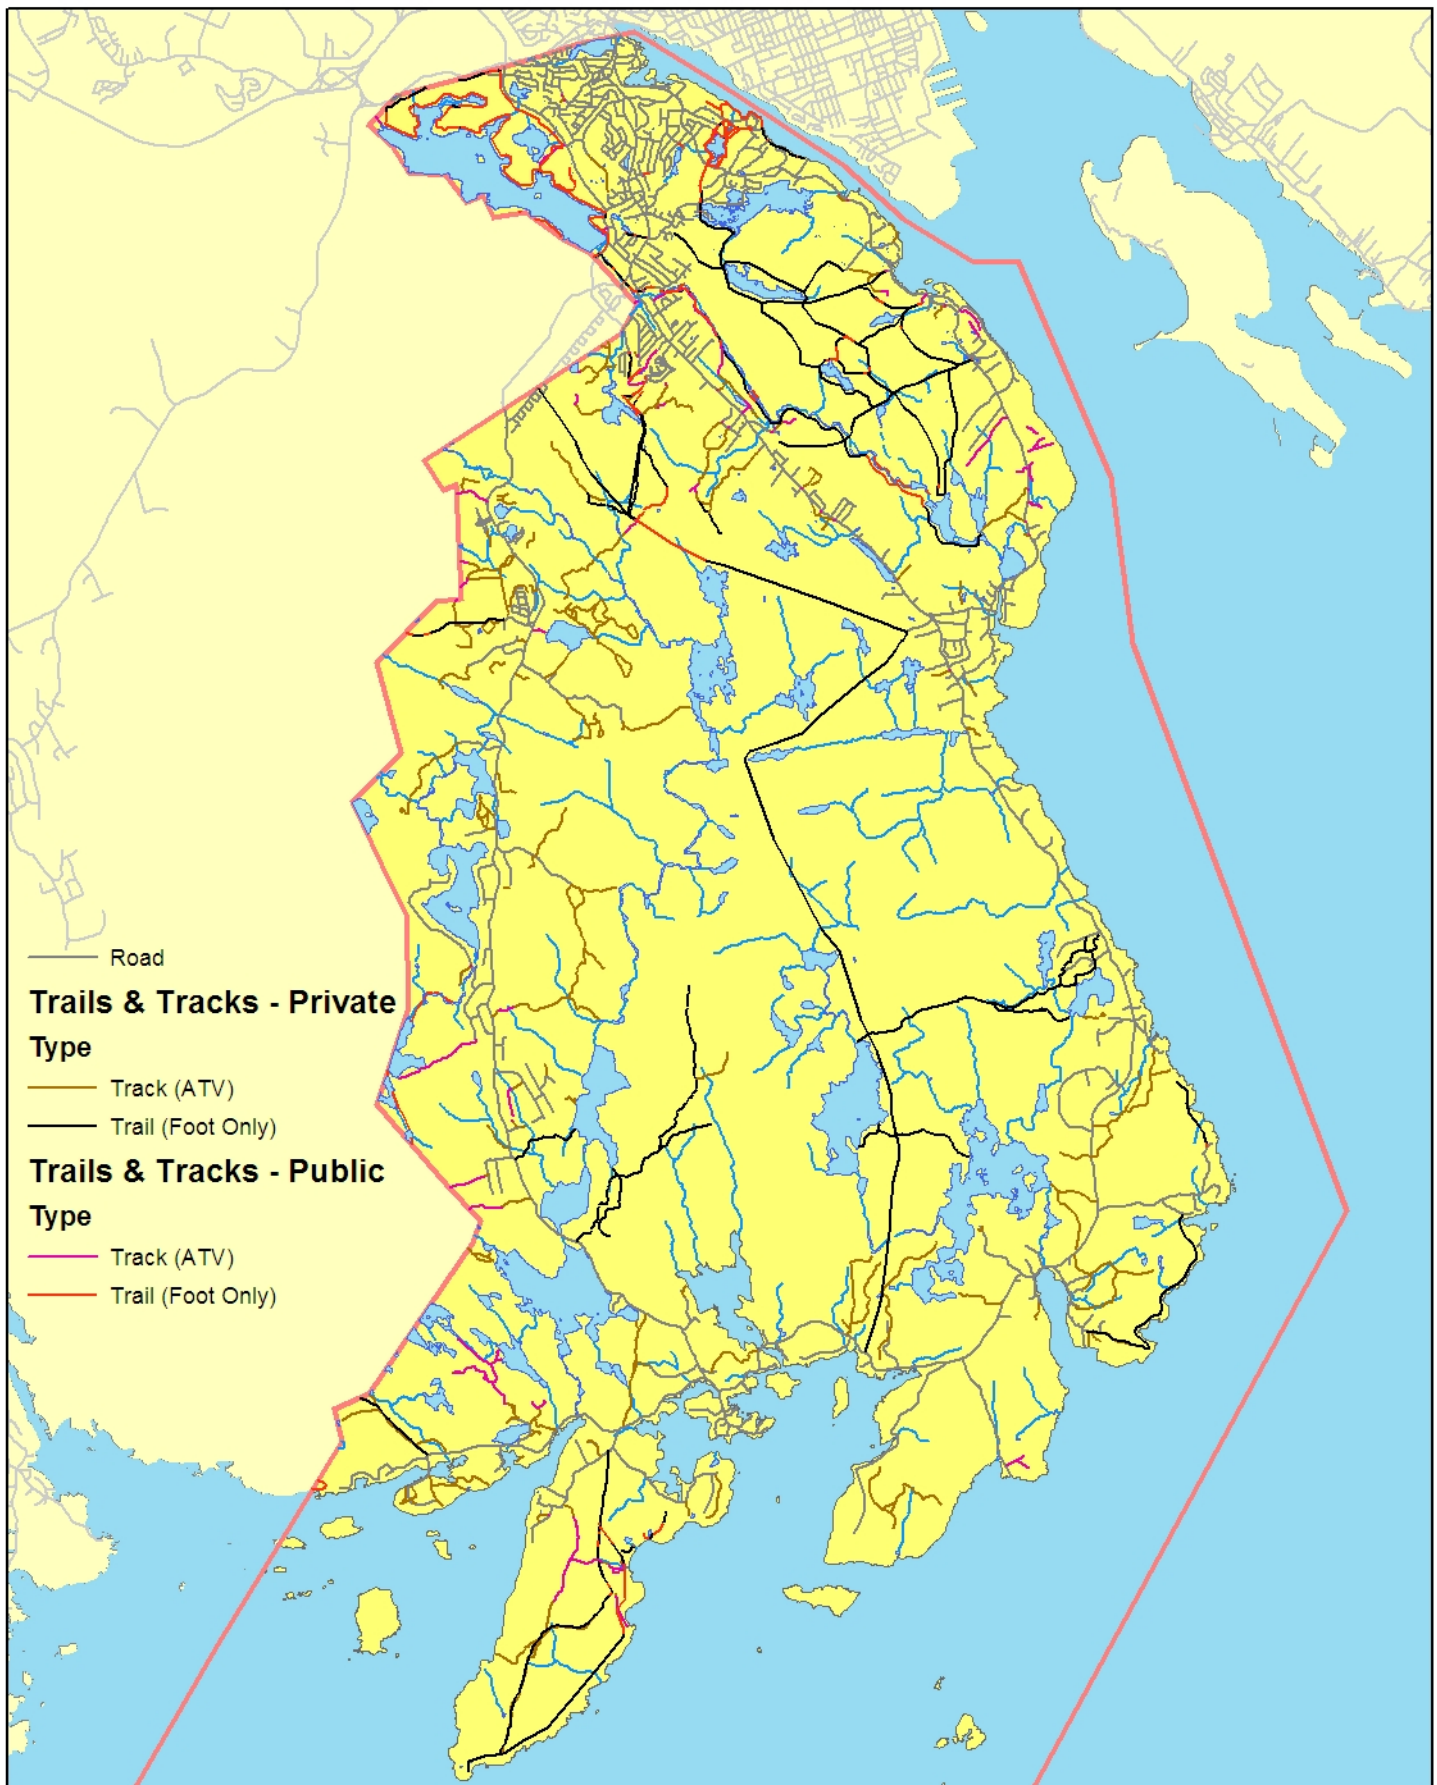 Road
Trails & Tracks - Private
Type
Track (ATV)
Trail (Foot Only)
Trails & Tracks - Public
Type
Track (ATV)
Trail (Foot Only)